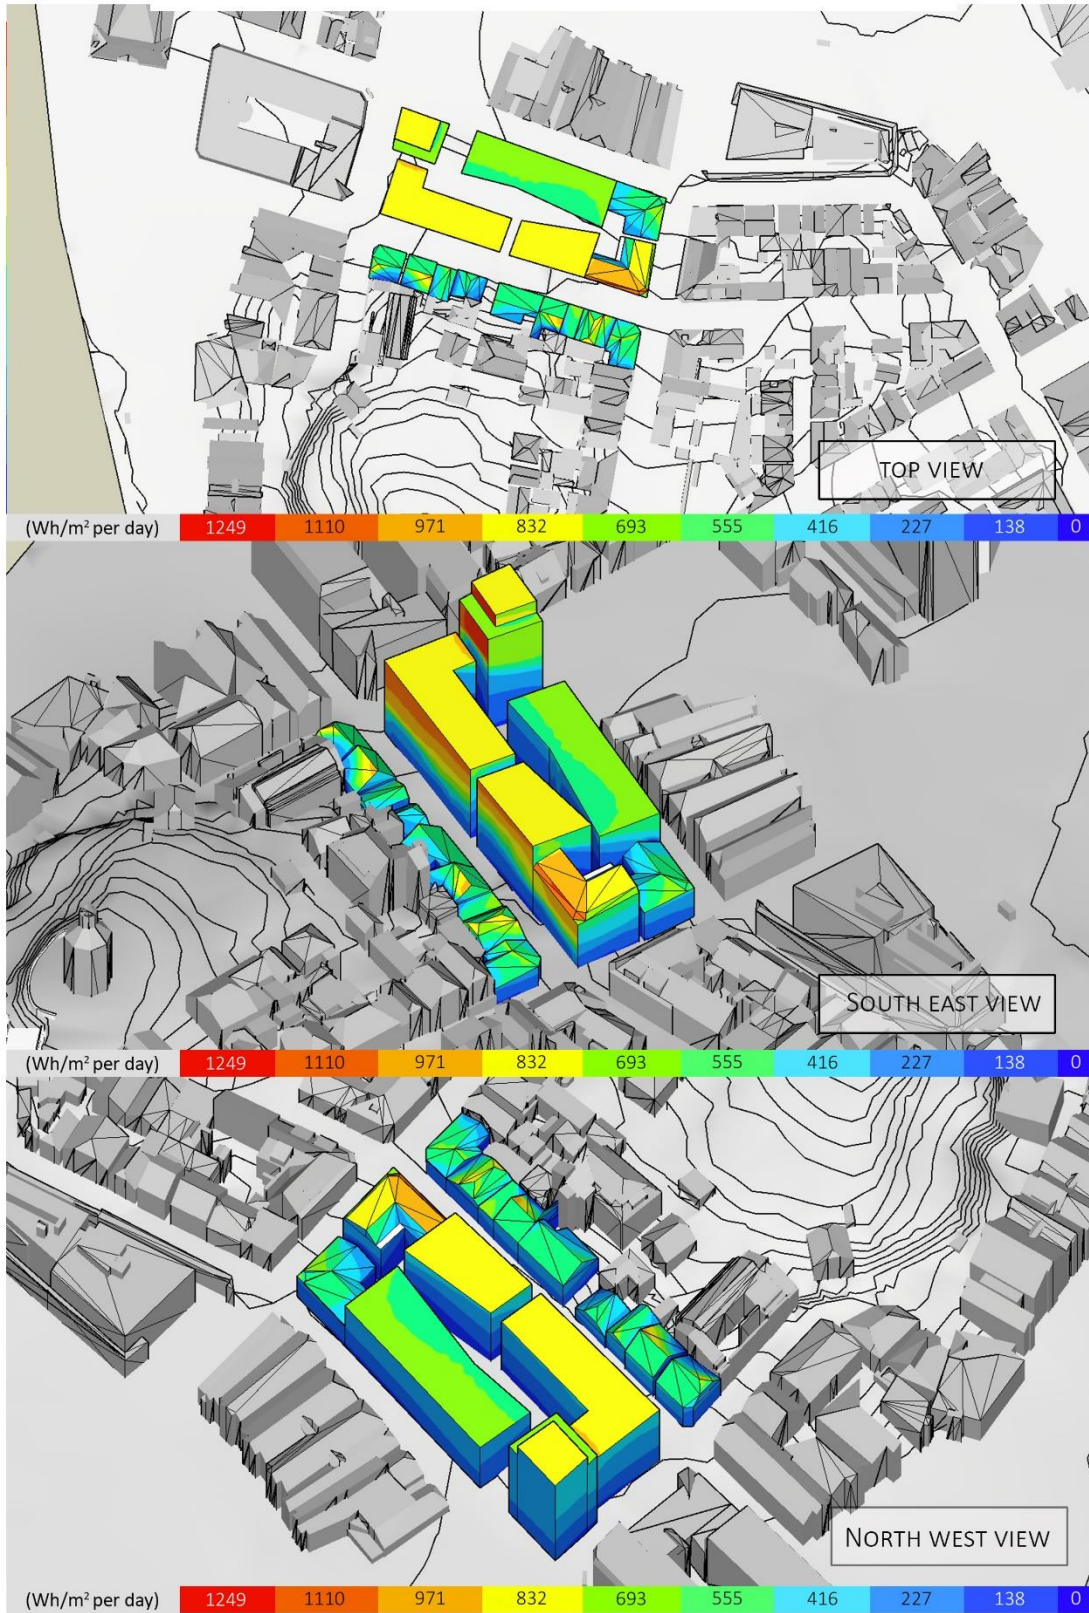 TOP VIEW
(Wh/m² per day) 1249 1110 971 832 693 555 416 227 138 0
SOUTH EAST VIEW
(Wh/m² per day) 1249 1110 971 832 693 555 416 227 138 0
NORTH WEST VIEW
(Wh/m² per day) 1249 1110 971 832 693 555 416 227 138 0